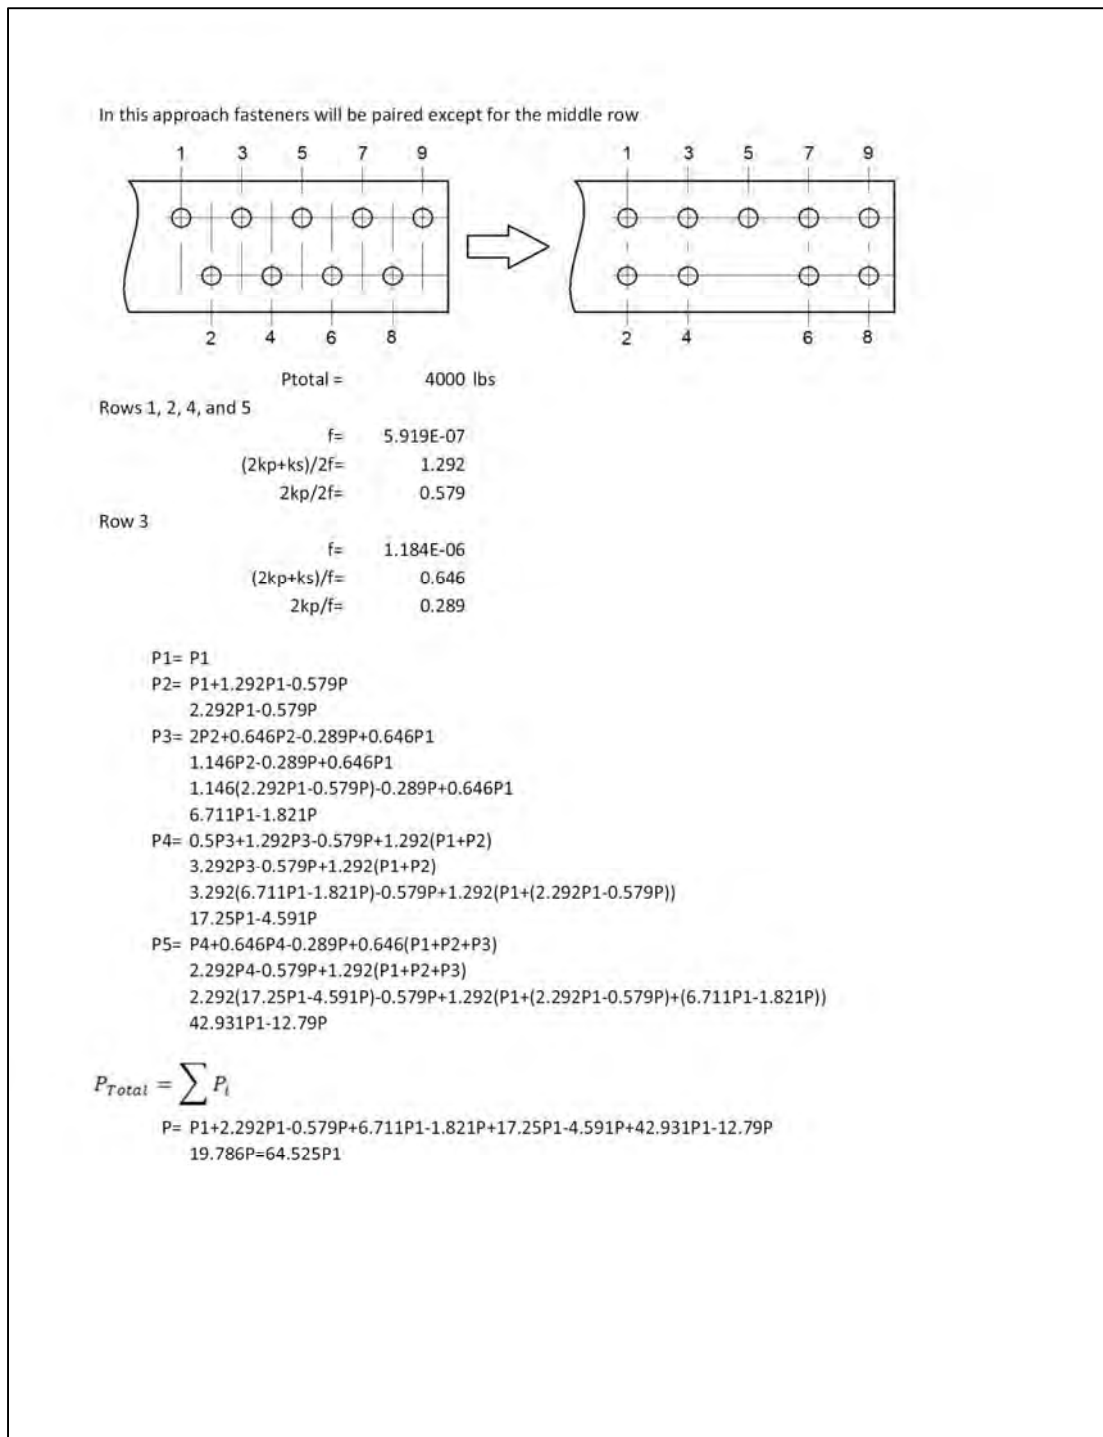 In this approach fasteners will be paired except for the middle row
1 3 5 7 9 1 3 5 7 9
2 4 6 8 2 4 6 8
Ptotal = 4000 lbs
Rows 1, 2, 4, and 5
f= 5.919E-07
(2kp+ks)/2f= 1.292
2kp/2f= 0.579
Row 3
f= 1.184E-06
(2kp+ks)/f= 0.646
2kp/f= 0.289
P1= P1
P2= P1+1.292P1-0.579P
2.292P1-0.579P
P3= 2P2+0.646P2-0.289P+0.646P1
1.146P2-0.289P+0.646P1
1.146(2.292P1-0.579P)-0.289P+0.646P1
6.711P1-1.821P
P4= 0.5P3+1.292P3-0.579P+1.292(P1+P2)
3.292P3-0.579P+1.292(P1+P2)
3.292(6.711P1-1.821P)-0.579P+1.292(P1+(2.292P1-0.579P))
17.25P1-4.591P
P5= P4+0.646P4-0.289P+0.646(P1+P2+P3)
2.292P4-0.579P+1.292(P1+P2+P3)
2.292(17.25P1-4.591P)-0.579P+1.292(P1+(2.292P1-0.579P)+(6.711P1-1.821P))
42.931P1-12.79P
P_Total = ∑ P_i
P= P1+2.292P1-0.579P+6.711P1-1.821P+17.25P1-4.591P+42.931P1-12.79P
19.786P=64.525P1